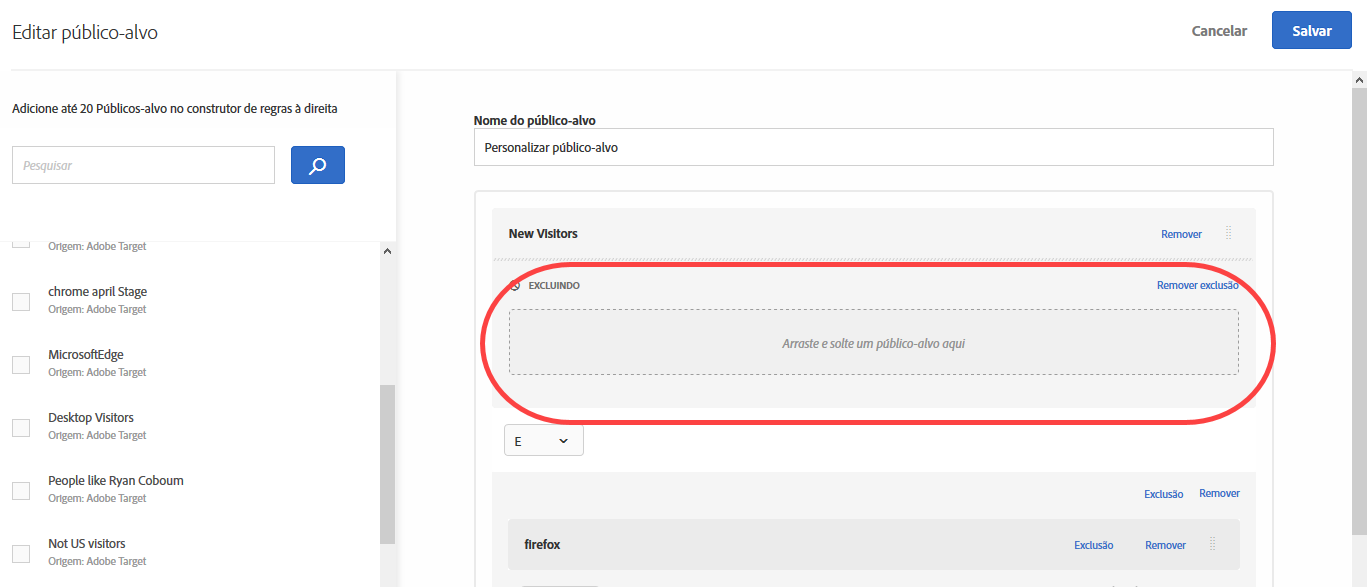 Editar público-alvo
Cancelar
Salvar
Adicione até 20 Públicos-alvo no construtor de regras à direita
Pesquisar
Origem: Adobe Target
chrome april Stage
Origem: Adobe Target
MicrosoftEdge
Origem: Adobe Target
Desktop Visitors
Origem: Adobe Target
People like Ryan Coboum
Origem: Adobe Target
Not US visitors
Origem: Adobe Target
Nome do público-alvo
Personalizar público-alvo
New Visitors
Remover
EXCLUINDO
Remover exclusão
Arraste e solte um público-alvo aqui
E
Exclusão
Remover
firefox
Exclusão
Remover